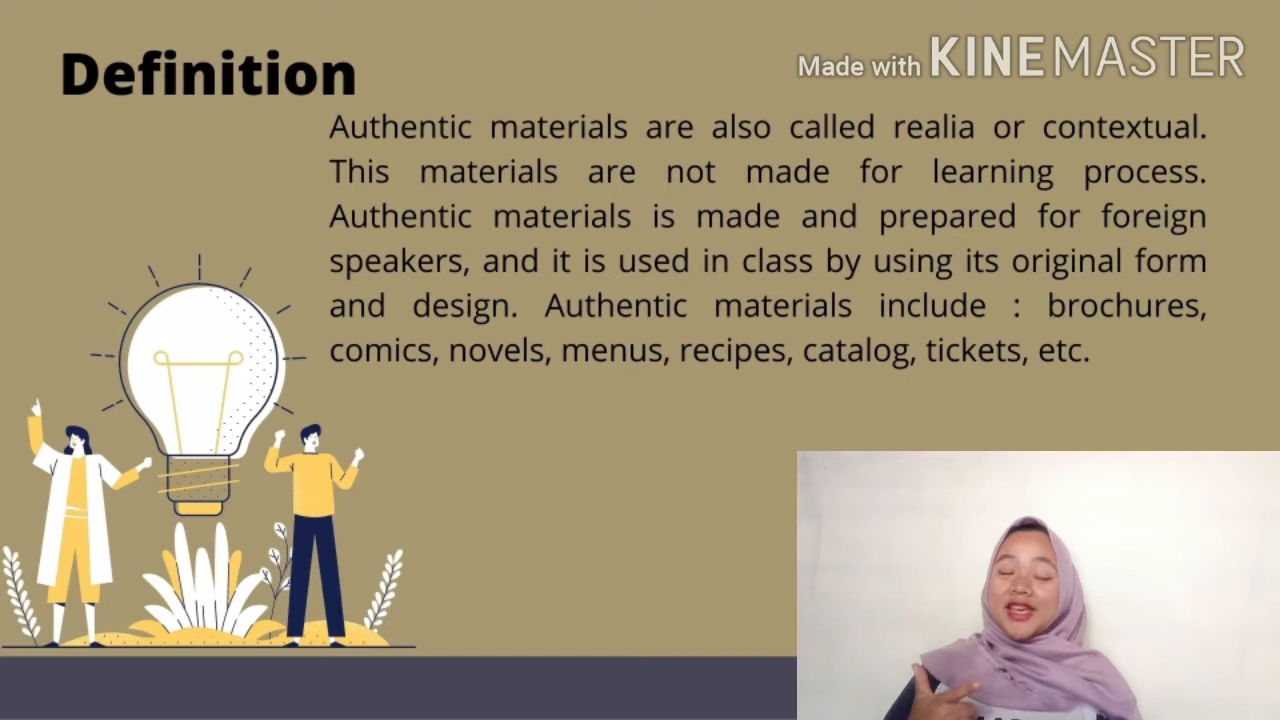 Definition
Made with KINEMASTER
Authentic materials are also called realia or contextual.
This materials are not made for learning process.
Authentic materials is made and prepared for foreign
speakers, and it is used in class by using its original form
and design. Authentic materials include : brochures,
comics, novels, menus, recipes, catalog, tickets, etc.